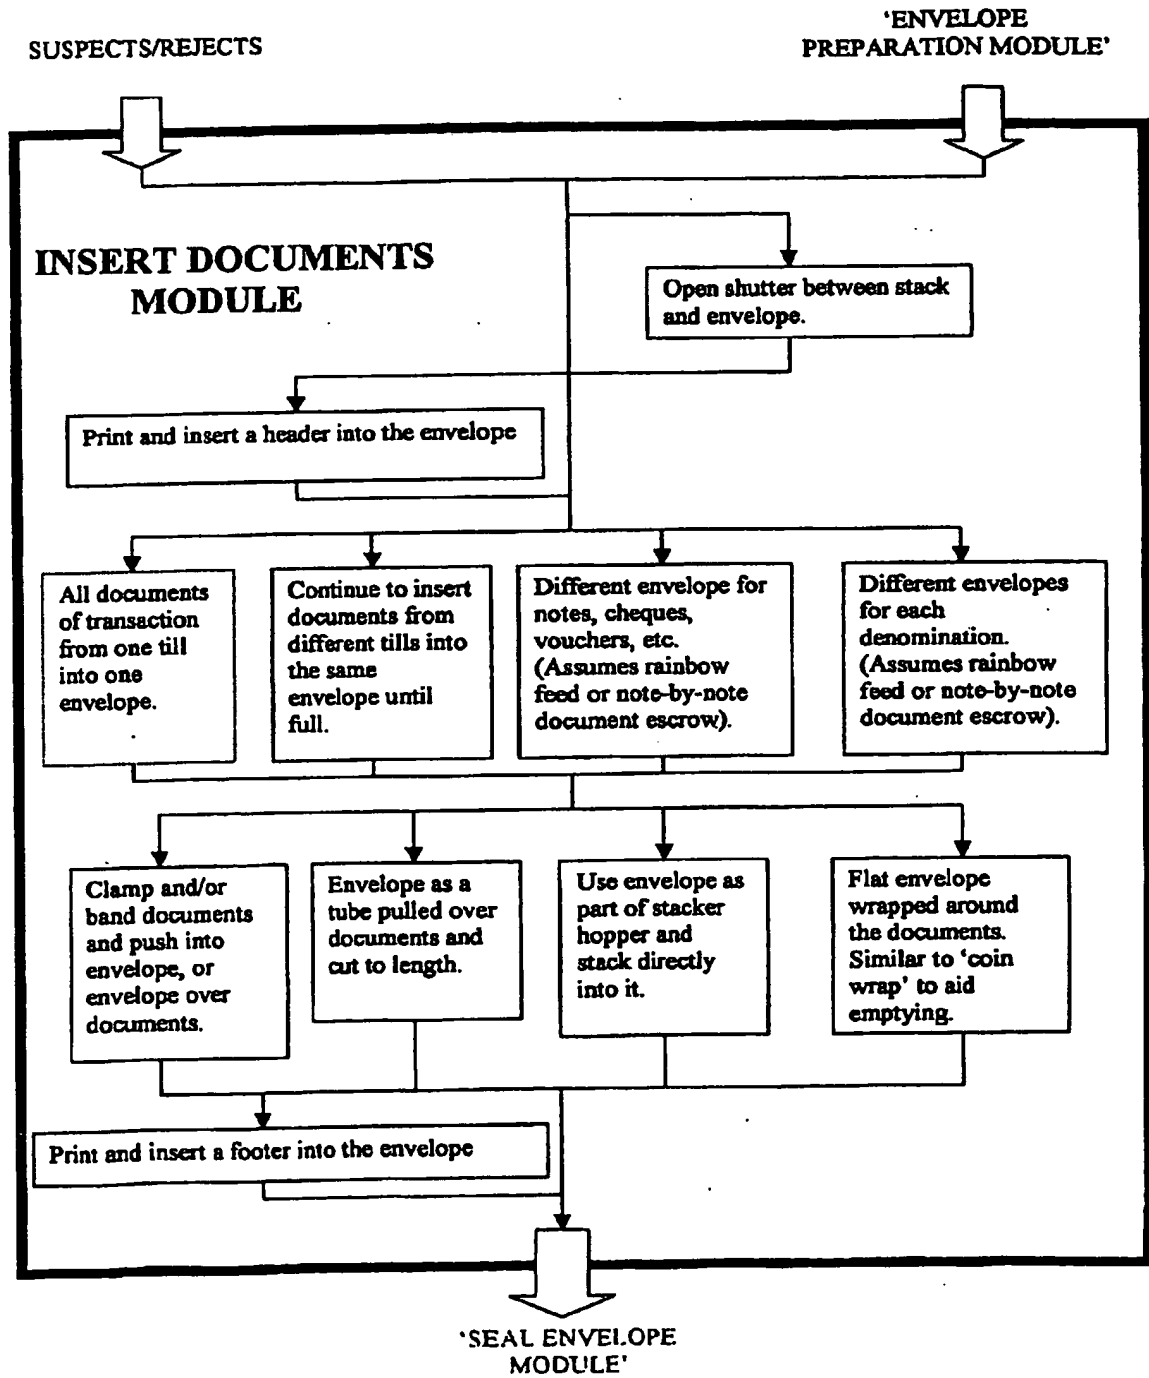 SUSPECTS/REJECTS
'ENVELOPE
PREPARATION MODULE'
INSERT DOCUMENTS
MODULE
Open shutter between stack
and envelope.
Print and insert a header into the envelope
All documents
of transaction
from one till
into one
envelope.
Continue to insert
documents from
different tills into
the same
envelope until
full.
Different envelope for
notes, cheques,
vouchers, etc.
(Assumes rainbow
feed or note-by-note
document escrow).
Different envelopes
for each
denomination.
(Assumes rainbow
feed or note-by-note
document escrow).
Clamp and/or
band documents
and push into
envelope, or
envelope over
documents.
Envelope as a
tube pulled over
documents and
cut to length.
Use envelope as
part of stacker
hopper and
stack directly
into it.
Flat envelope
wrapped around
the documents.
Similar to 'coin
wrap' to aid
emptying.
Print and insert a footer into the envelope
'SEAL ENVELOPE
MODULE'